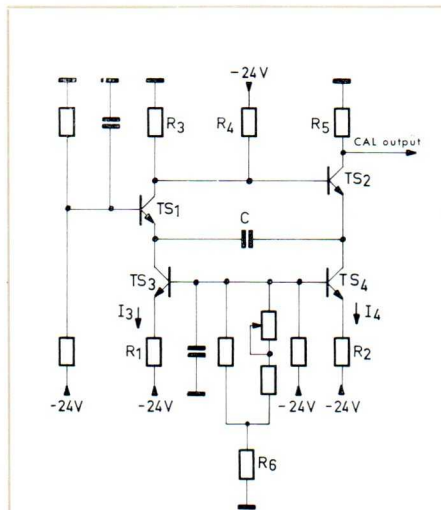 -24V
R3
R4
R5
CAL output
TS1
TS2
C
TS3
TS4
I3
I4
R1
R2
-24V
-24V
-24V
-24V
R6